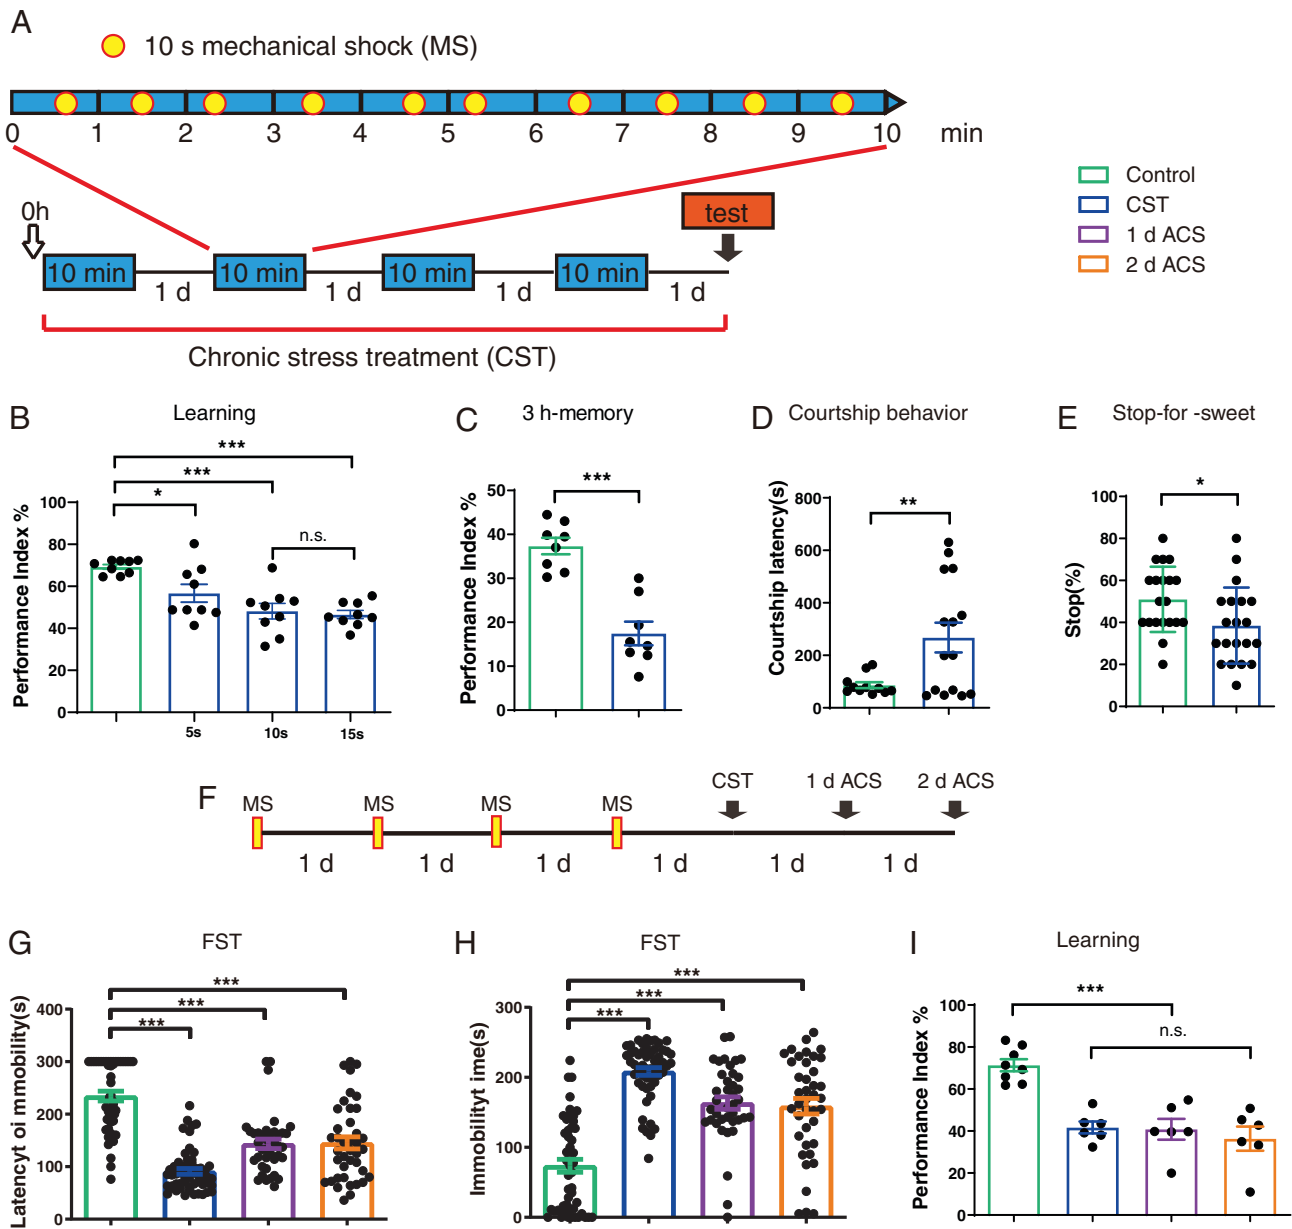 A
10 s mechanical shock (MS)
0 1 2 3 4 5 6 7 8 9 10 min
0h
test
10 min 10 min 10 min 10 min
1 d 1 d 1 d 1 d
Chronic stress treatment (CST)
Control
CST
1 d ACS
2 d ACS
B
Learning
***
***
*
n.s.
Performance Index %
100
80
60
40
20
0
5s 10s 15s
C
3 h-memory
***
Performance Index %
50
40
30
20
10
0
D
Courtship behavior
**
Courtship latency(s)
800
600
400
200
0
E
Stop-for -sweet
*
Stop(%)
100
80
60
40
20
0
F
MS MS MS MS CST 1 d ACS 2 d ACS
1 d 1 d 1 d 1 d 1 d 1 d
G
FST
***
***
***
Latencyt oi mmobility(s)
400
300
200
100
0
H
FST
***
***
***
Immobilityt ime(s)
300
200
100
0
I
Learning
***
n.s.
Performance Index %
100
80
60
40
20
0